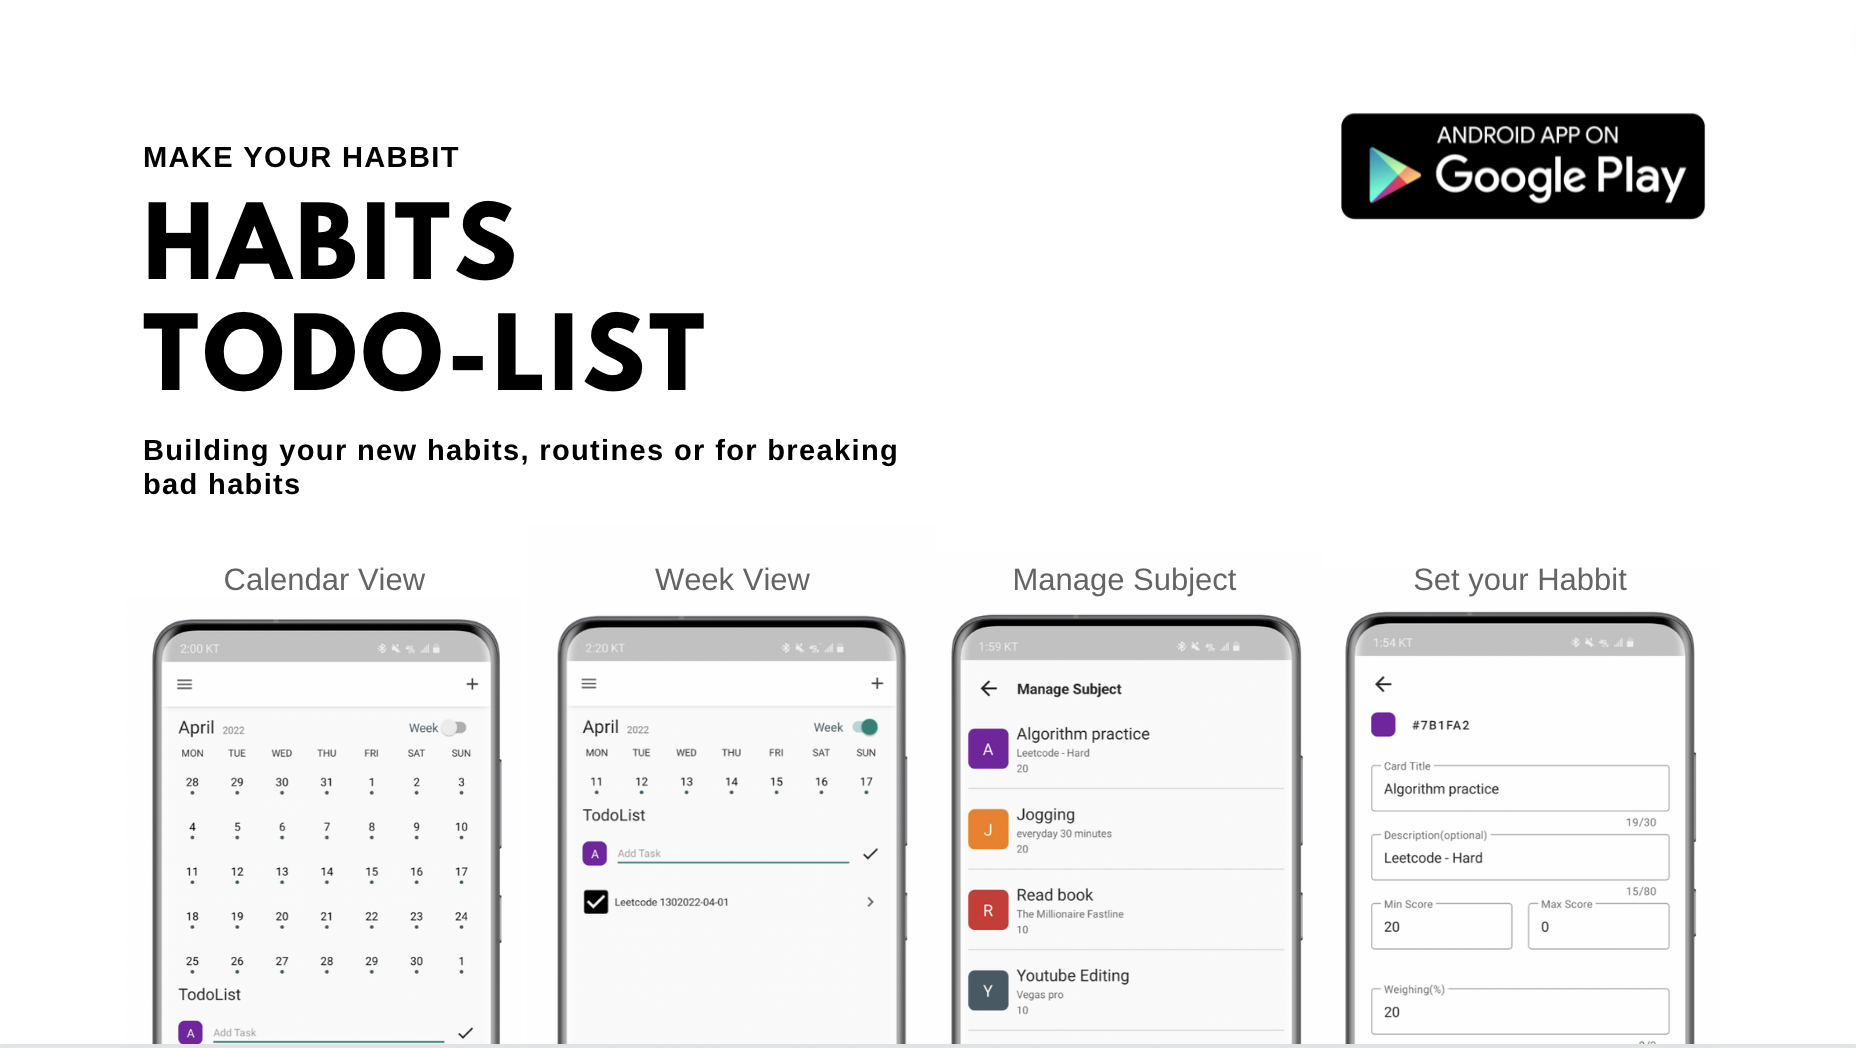 MAKE YOUR HABBIT
HABITS
TODO-LIST
Building your new habits, routines or for breaking
bad habits
ANDROID APP ON
Google Play
Calendar View
2:00 KT
April 2022 Week
MON TUE WED THU FRI SAT SUN
28 29 30 31 1 2 3
4 5 6 7 8 9 10
11 12 13 14 15 16 17
18 19 20 21 22 23 24
25 26 27 28 29 30 1
TodoList
A Add Task
Week View
2:20 KT
April 2022 Week
MON TUE WED THU FRI SAT SUN
11 12 13 14 15 16 17
TodoList
A Add Task
Leetcode 1302022-04-01
Manage Subject
1:59 KT
Manage Subject
A Algorithm practice
Leetcode - Hard
20
J Jogging
everyday 30 minutes
20
R Read book
The Millionaire Fastline
10
Y Youtube Editing
Vegas pro
10
Set your Habbit
1:54 KT
#7B1FA2
Card Title
Algorithm practice
19/30
Description(optional)
Leetcode - Hard
15/80
Min Score Max Score
20 0
Weighing(%)
20